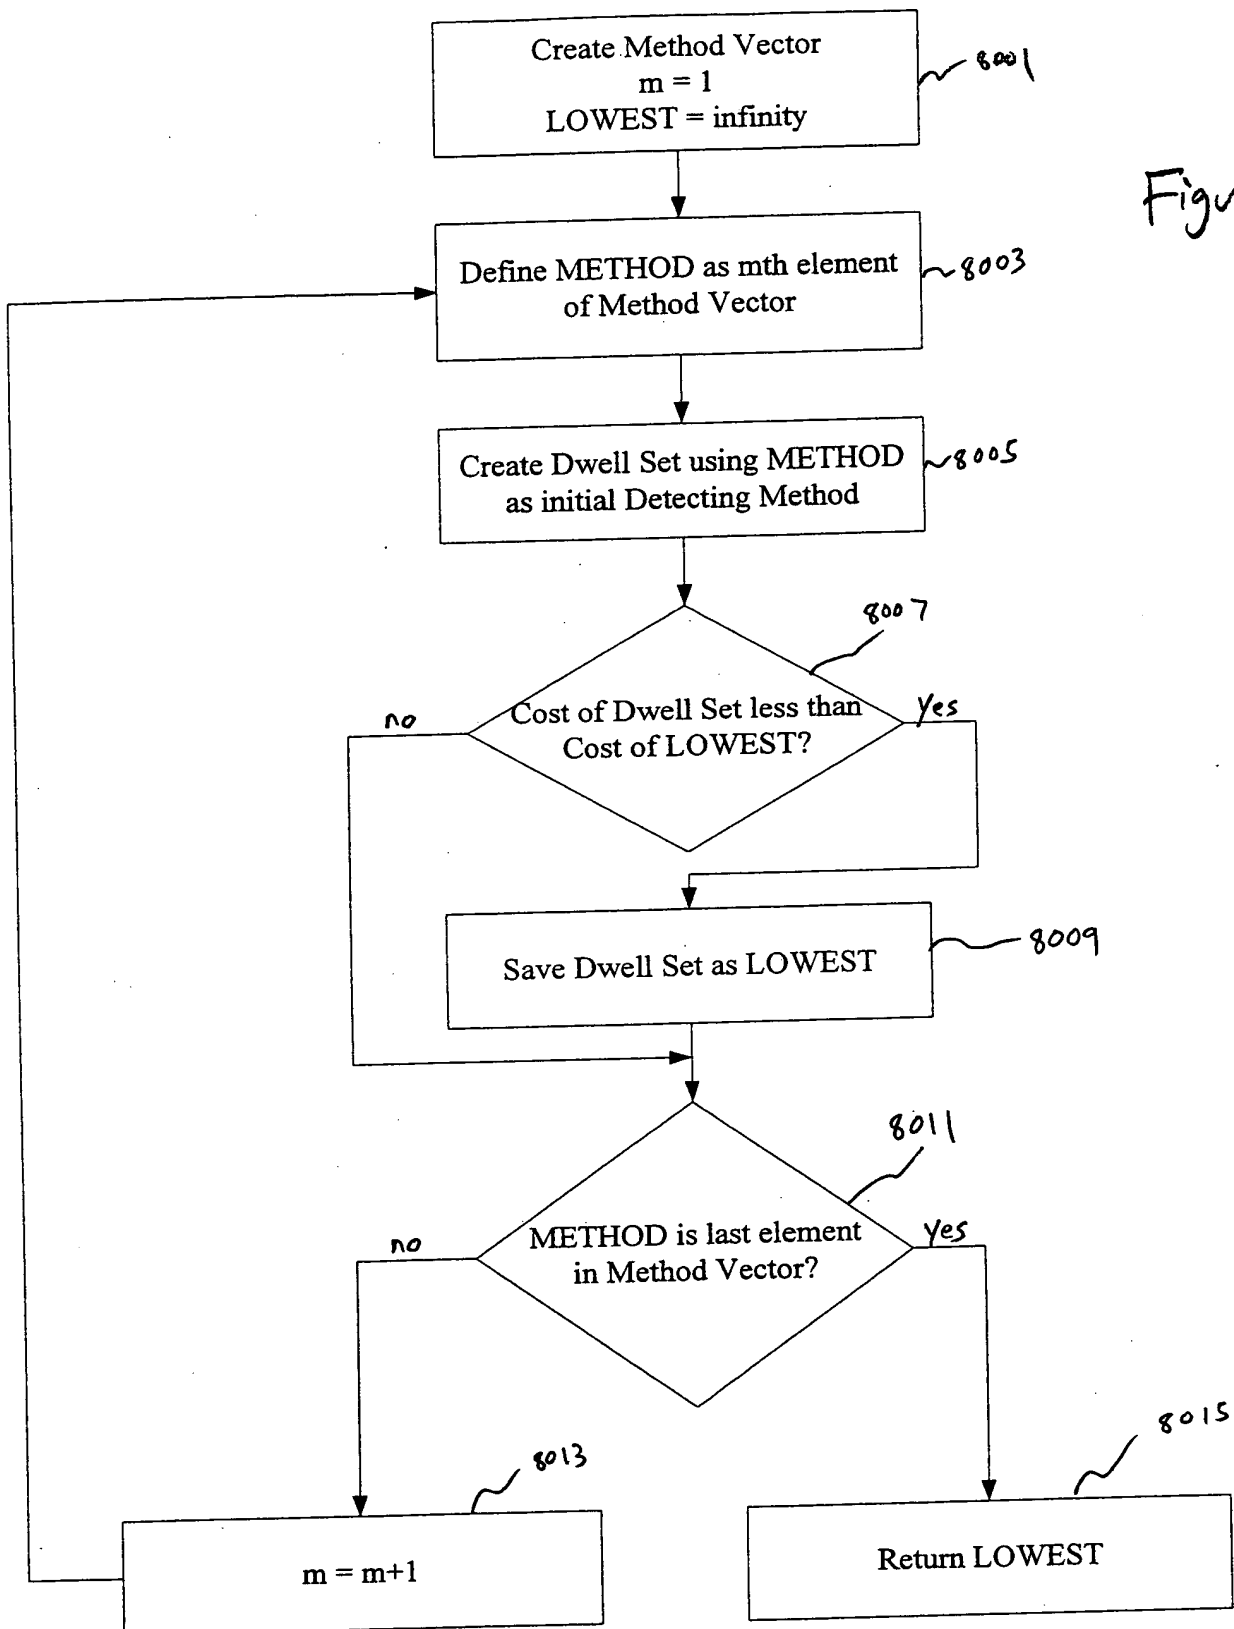 Create Method Vector
m = 1
LOWEST = infinity
8001
Define METHOD as mth element
of Method Vector
8003
Create Dwell Set using METHOD
as initial Detecting Method
8005
8007
no
Cost of Dwell Set less than
Cost of LOWEST?
Yes
Save Dwell Set as LOWEST
8009
8011
no
METHOD is last element
in Method Vector?
Yes
8013
m = m+1
8015
Return LOWEST